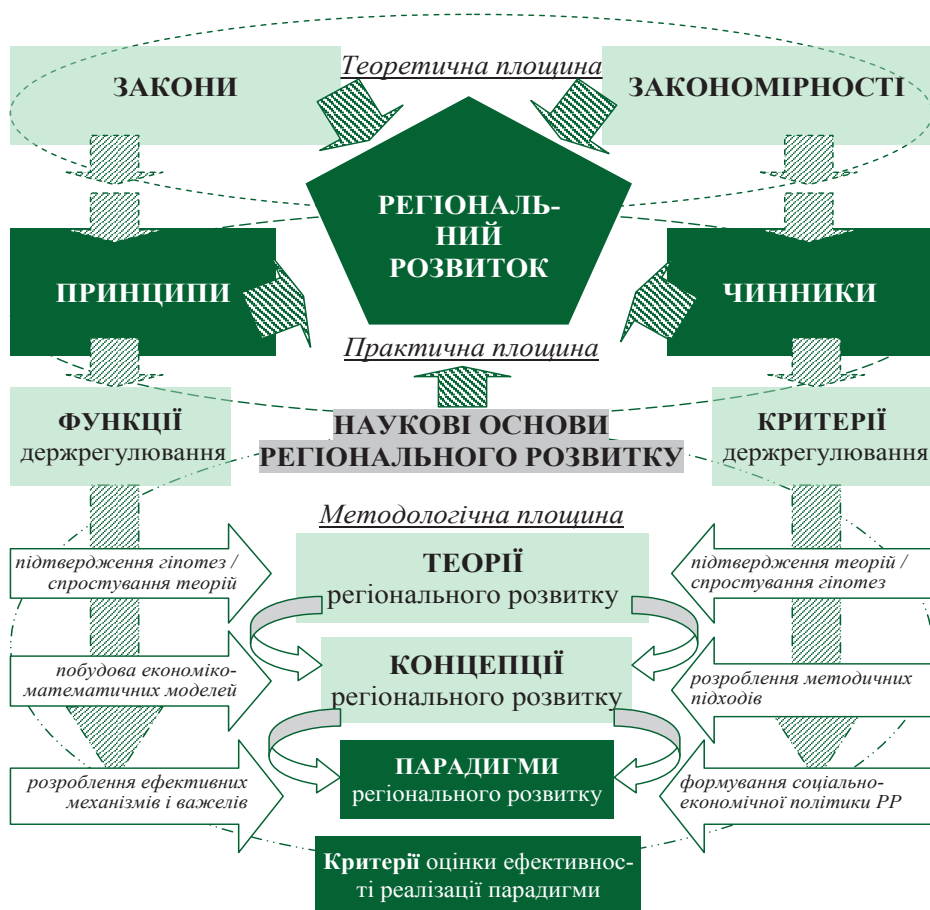 Теоретична площина
ЗАКОНИ
ЗАКОНОМІРНОСТІ
РЕГІОНАЛЬ-
НИЙ
РОЗВИТОК
ПРИНЦИПИ
ЧИННИКИ
Практична площина
ФУНКЦІЇ
держрегулювання
НАУКОВІ ОСНОВИ
РЕГІОНАЛЬНОГО РОЗВИТКУ
КРИТЕРІЇ
держрегулювання
Методологічна площина
підтвердження гіпотез /
спростування теорій
ТЕОРІЇ
регіонального розвитку
підтвердження теорій /
спростування гіпотез
побудова економіко-
математичних моделей
КОНЦЕПЦІЇ
регіонального розвитку
розроблення методичних
підходів
розроблення ефективних
механізмів і важелів
ПАРАДИГМИ
регіонального розвитку
формування соціально-
економічної політики РР
Критерії оцінки ефективнос-
ті реалізації парадигми